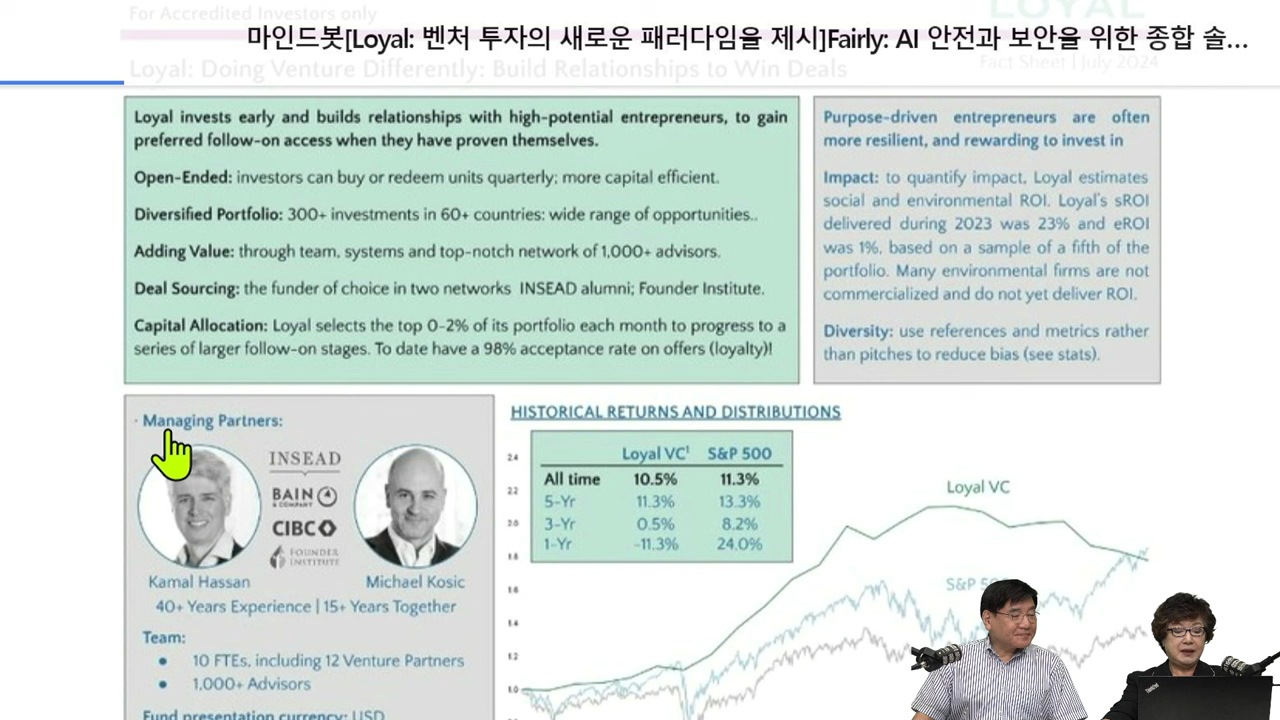 For Accredited Investors only
LOYAL
마인드봇[Loyal: 벤처 투자의 새로운 패러다임을 제시]Fairly: AI 안전과 보안을 위한 종합 솔...
Loyal: Doing Venture Differently: Build Relationships to Win Deals
Fact Sheet | July 2024
Loyal invests early and builds relationships with high-potential entrepreneurs, to gain
preferred follow-on access when they have proven themselves.
Open-Ended: investors can buy or redeem units quarterly; more capital efficient.
Diversified Portfolio: 300+ investments in 60+ countries: wide range of opportunities..
Adding Value: through team, systems and top-notch network of 1,000+ advisors.
Deal Sourcing: the funder of choice in two networks INSEAD alumni; Founder Institute.
Capital Allocation: Loyal selects the top 0-2% of its portfolio each month to progress to a
series of larger follow-on stages. To date have a 98% acceptance rate on offers (loyalty)!
Purpose-driven entrepreneurs are often
more resilient, and rewarding to invest in
Impact: to quantify impact, Loyal estimates
social and environmental ROI. Loyal's sROI
delivered during 2023 was 23% and eROI
was 1%, based on a sample of a fifth of the
portfolio. Many environmental firms are not
commercialized and do not yet deliver ROI.
Diversity: use references and metrics rather
than pitches to reduce bias (see stats).
· Managing Partners:
INSEAD
BAIN
& COMPANY
CIBC
FOUNDER
INSTITUTE
Kamal Hassan
Michael Kosic
40+ Years Experience | 15+ Years Together
Team:
• 10 FTEs, including 12 Venture Partners
• 1,000+ Advisors
Fund presentation currency: USD
HISTORICAL RETURNS AND DISTRIBUTIONS
Loyal VC¹ S&P 500
All time 10.5% 11.3%
5-Yr 11.3% 13.3%
3-Yr 0.5% 8.2%
1-Yr -11.3% 24.0%
2.4
2.2
2.0
1.8
1.6
1.4
1.2
1.0
Loyal VC
ThinkPad